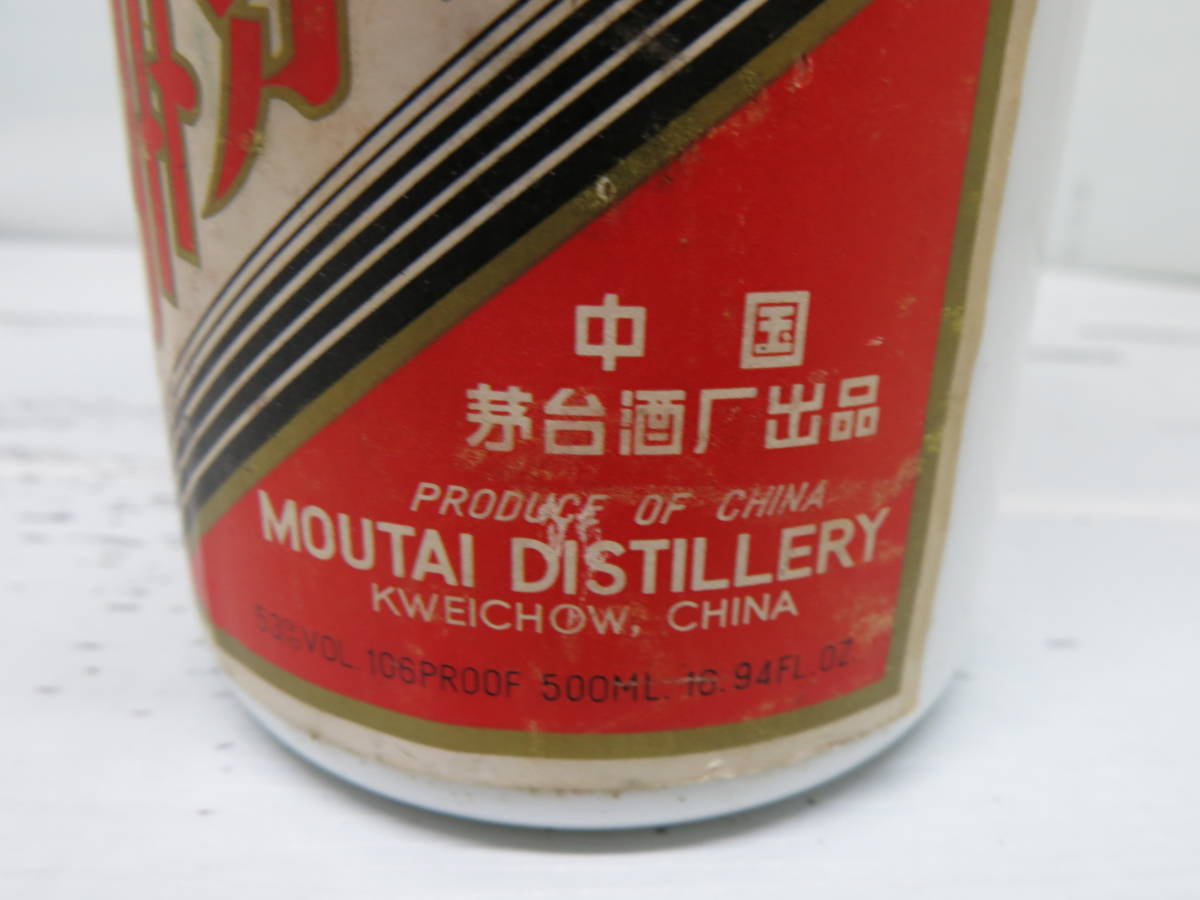 中 国
茅台酒厂出品
PRODUCE OF CHINA
MOUTAI DISTILLERY
KWEICHOW, CHINA
53%VOL. 106PROOF 500ML. 16.94FL.OZ.